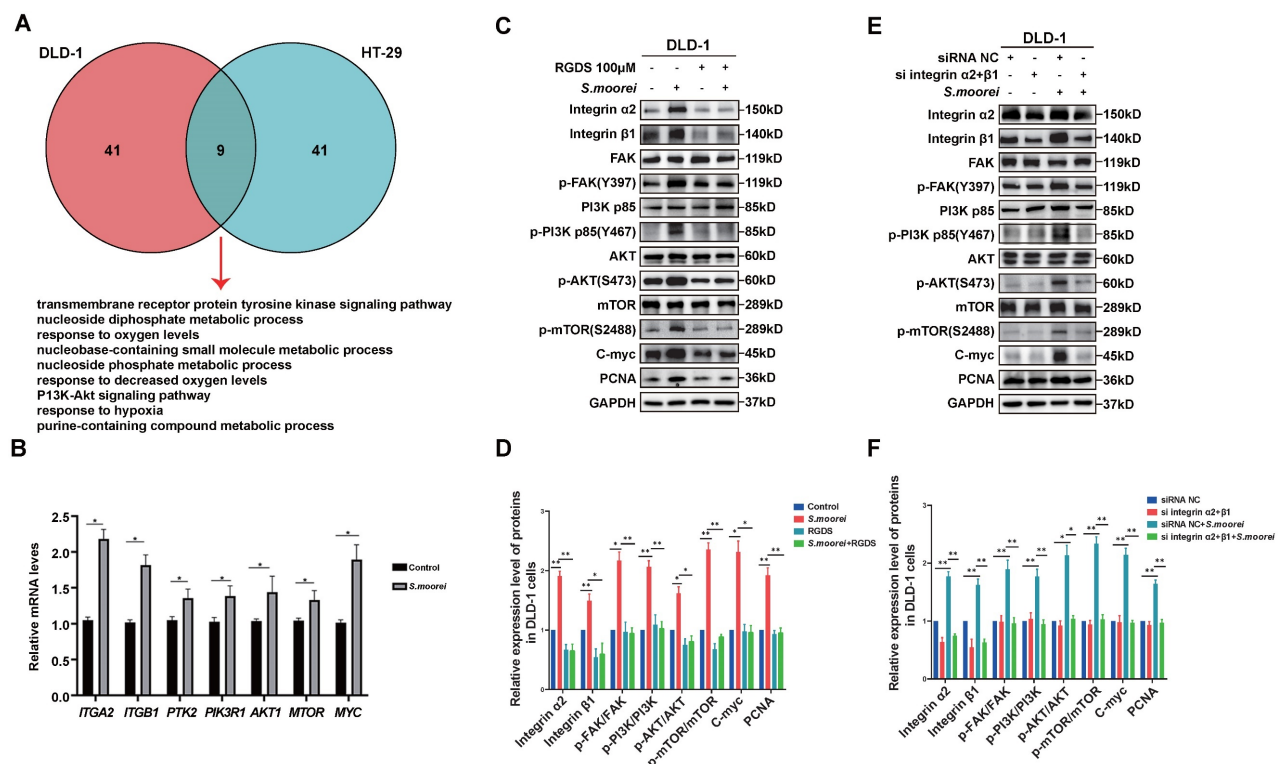 A
DLD-1
HT-29
41
9
41
transmembrane receptor protein tyrosine kinase signaling pathway
nucleoside diphosphate metabolic process
response to oxygen levels
nucleobase-containing small molecule metabolic process
nucleoside phosphate metabolic process
response to decreased oxygen levels
P13K-Akt signaling pathway
response to hypoxia
purine-containing compound metabolic process
B
Relative mRNA levels
2.5
2.0
1.5
1.0
0.5
0.0
* * * * * * *
Control
S.moorei
ITGA2 ITGB1 PTK2 PIK3R1 AKT1 MTOR MYC
C
DLD-1
RGDS 100μM - - + +
S.moorei - + - +
Integrin α2 150kD
Integrin β1 140kD
FAK 119kD
p-FAK(Y397) 119kD
PI3K p85 85kD
p-PI3K p85(Y467) 85kD
AKT 60kD
p-AKT(S473) 60kD
mTOR 289kD
p-mTOR(S2488) 289kD
C-myc 45kD
PCNA 36kD
GAPDH 37kD
D
Relative expression level of proteins
in DLD-1 cells
3
2
1
0
Control
S.moorei
RGDS
S.moorei+RGDS
** ** ** * ** ** ** ** * * ** ** * * ** **
Integrin α2
Integrin β1
p-FAK/FAK
p-PI3K/PI3K
p-AKT/AKT
p-mTOR/mTOR
C-myc
PCNA
E
DLD-1
siRNA NC + - + -
si integrin α2+β1 - + - +
S.moorei - - + +
Integrin α2 150kD
Integrin β1 140kD
FAK 119kD
p-FAK(Y397) 119kD
PI3K p85 85kD
p-PI3K p85(Y467) 85kD
AKT 60kD
p-AKT(S473) 60kD
mTOR 289kD
p-mTOR(S2488) 289kD
C-myc 45kD
PCNA 36kD
GAPDH 37kD
F
Relative expression level of proteins
in DLD-1 cells
3
2
1
0
siRNA NC
si integrin α2+β1
siRNA NC+S.moorei
si integrin α2+β1+S.moorei
** ** ** ** ** ** ** ** * * ** ** ** ** ** **
Integrin α2
Integrin β1
p-FAK/FAK
p-PI3K/PI3K
p-AKT/AKT
p-mTOR/mTOR
C-myc
PCNA